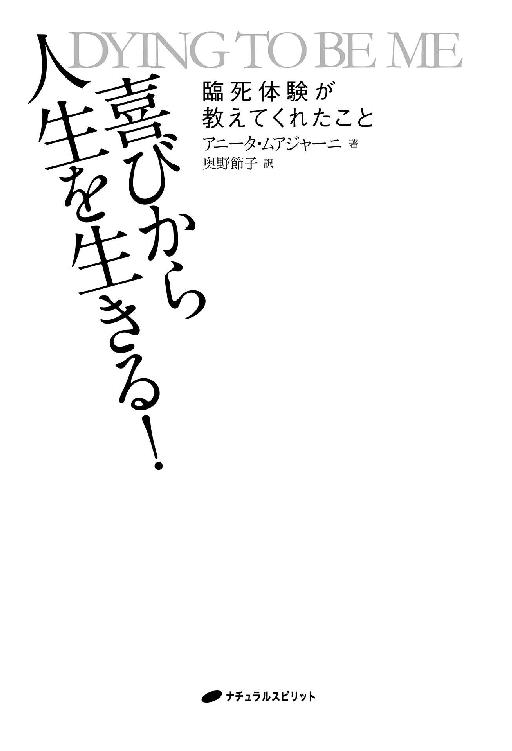 DYING TO BE ME
喜びから
人生を生きる!
臨死体験が
教えてくれたこと
アニータ・ムアジャーニ 著
奥野節子 訳
ナチュラルスピリット